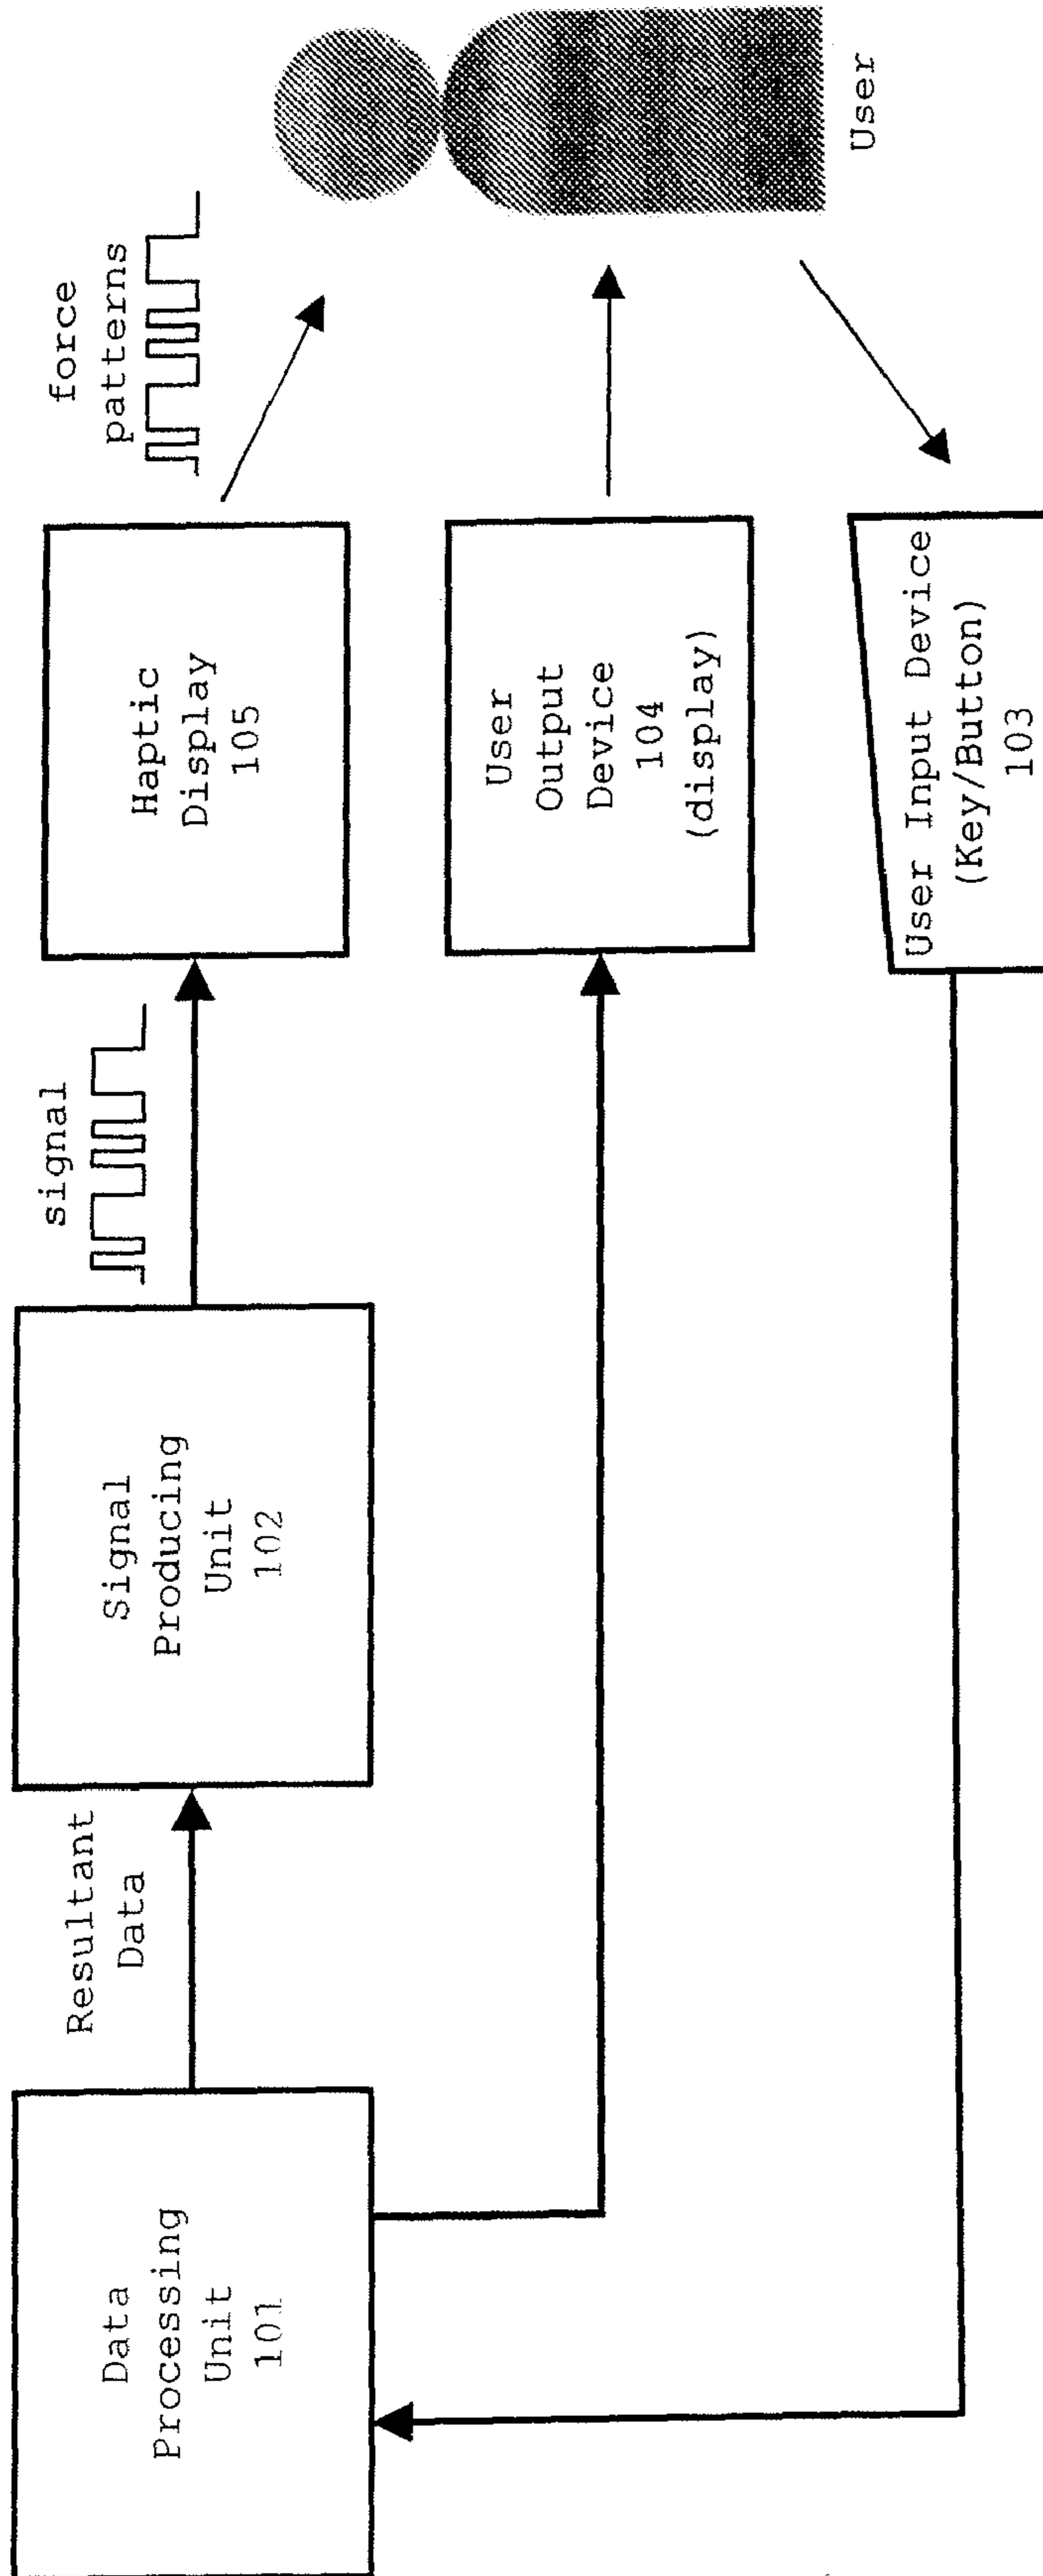 Data
Processing
Unit
101
Resultant
Data
Signal
Producing
Unit
102
signal
Haptic
Display
105
force
patterns
User
Output
Device
104
(display)
User Input Device
(Key/Button)
103
User